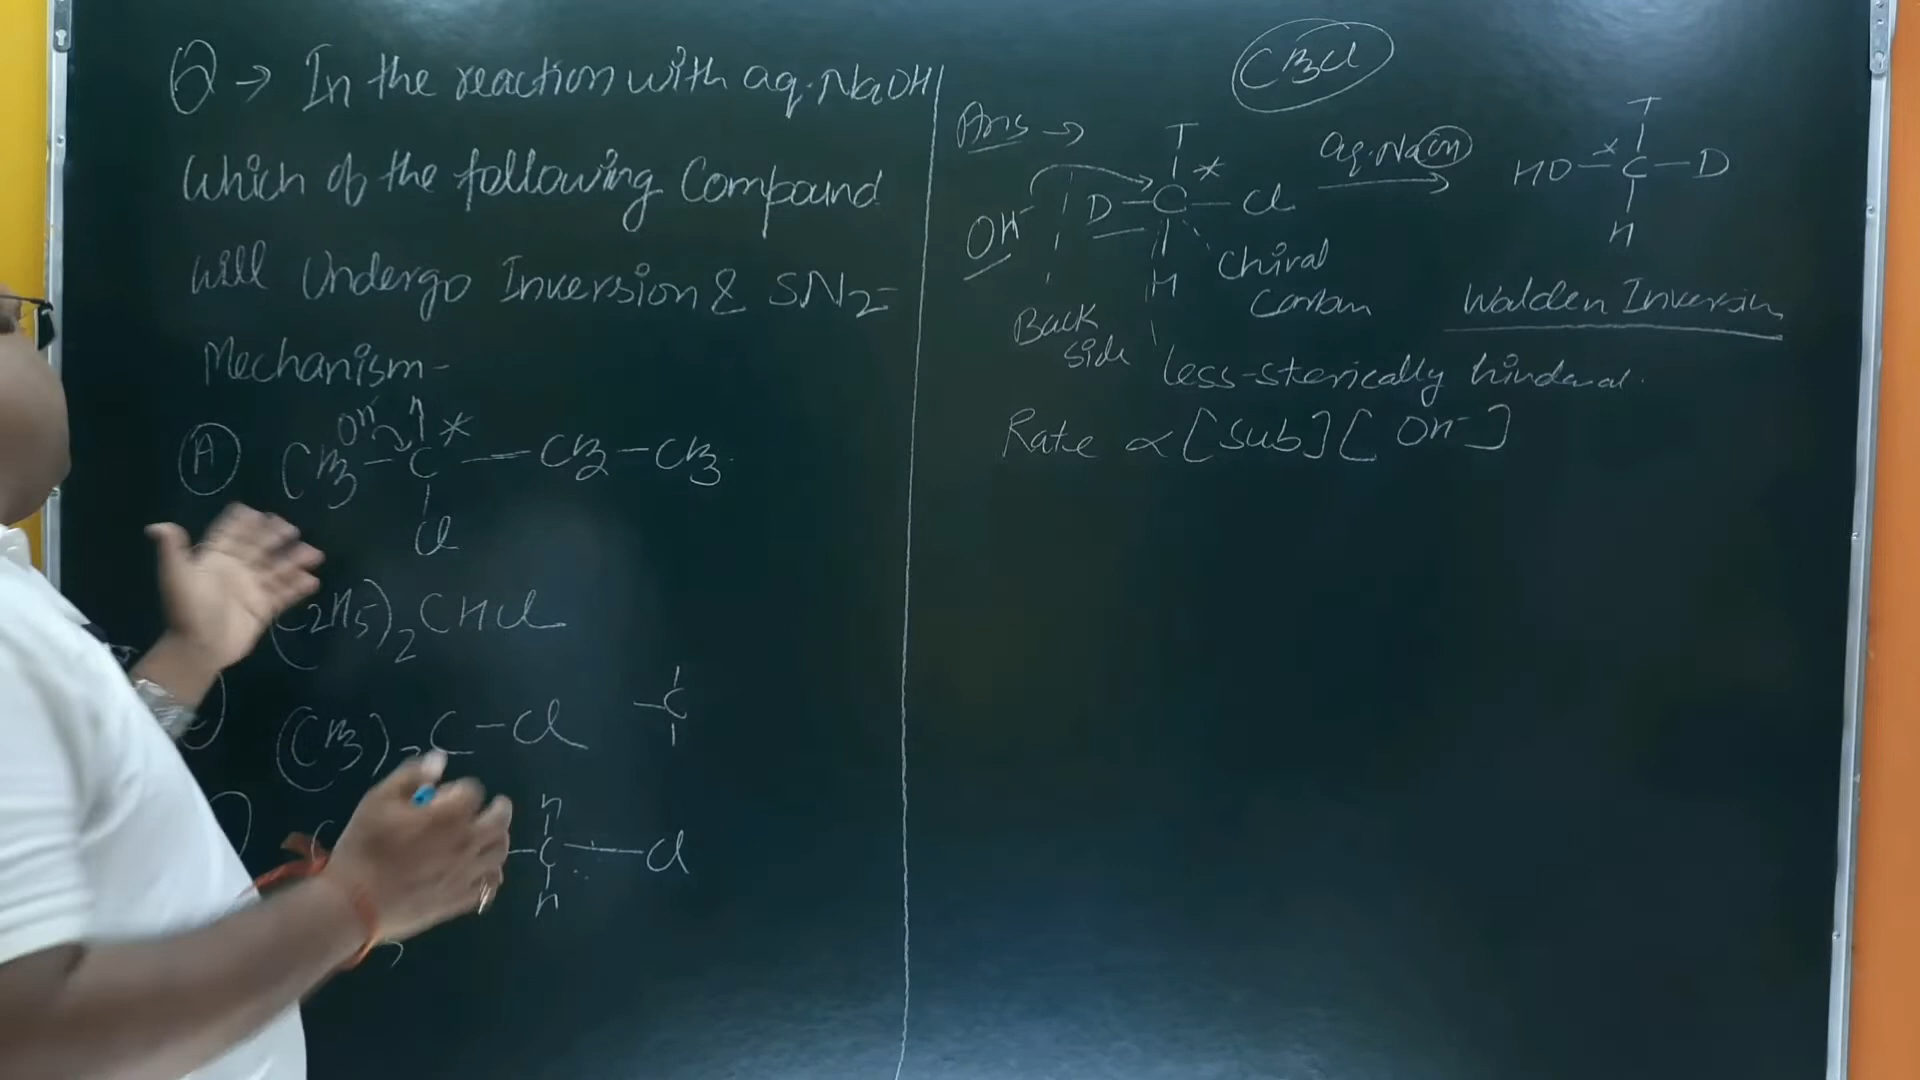 Q → In the reaction with aq. NaOH
Which of the following Compound
will Undergo Inversion & SN2
Mechanism-
OH H *
(A) CH3 - C - CH2 - CH3
Cl
2H5)2 CHCl
(CH3) C - Cl
C
H
C - Cl
H
CH3Cl
Ans →
T
OH- D - C * - Cl
H
aq. NaOH
T
HO - C - D
H
Chiral
Carbon
Walden Inversion
Back
side
less-sterically hindered.
Rate ∝ [Sub] [OH-]